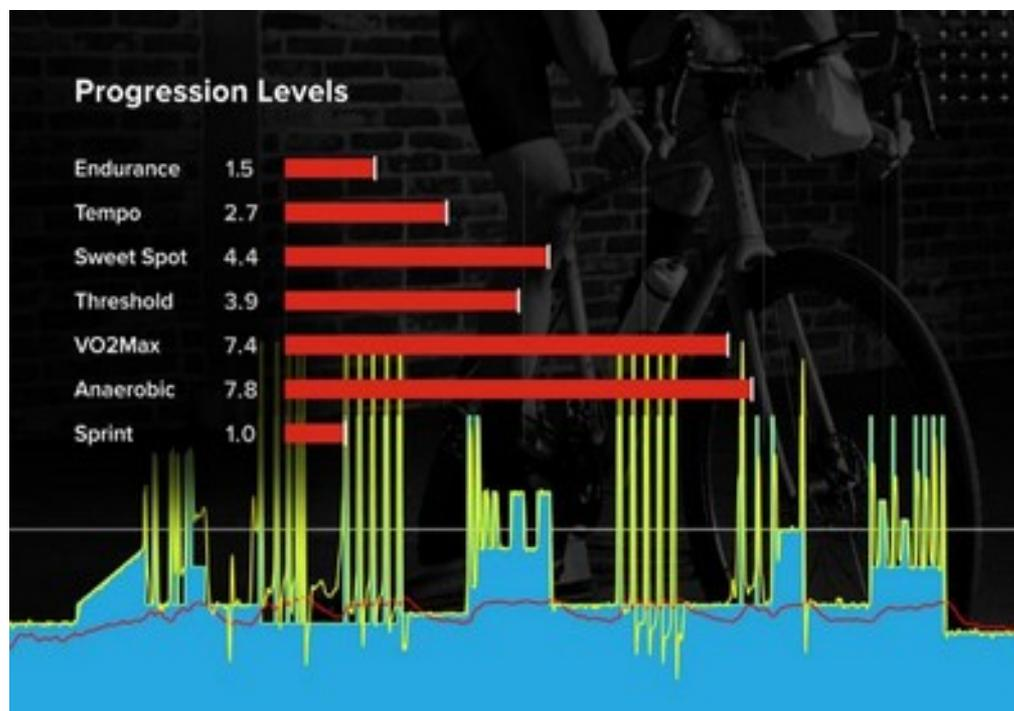 Progression Levels
Endurance 1.5
Tempo 2.7
Sweet Spot 4.4
Threshold 3.9
VO2Max 7.4
Anaerobic 7.8
Sprint 1.0